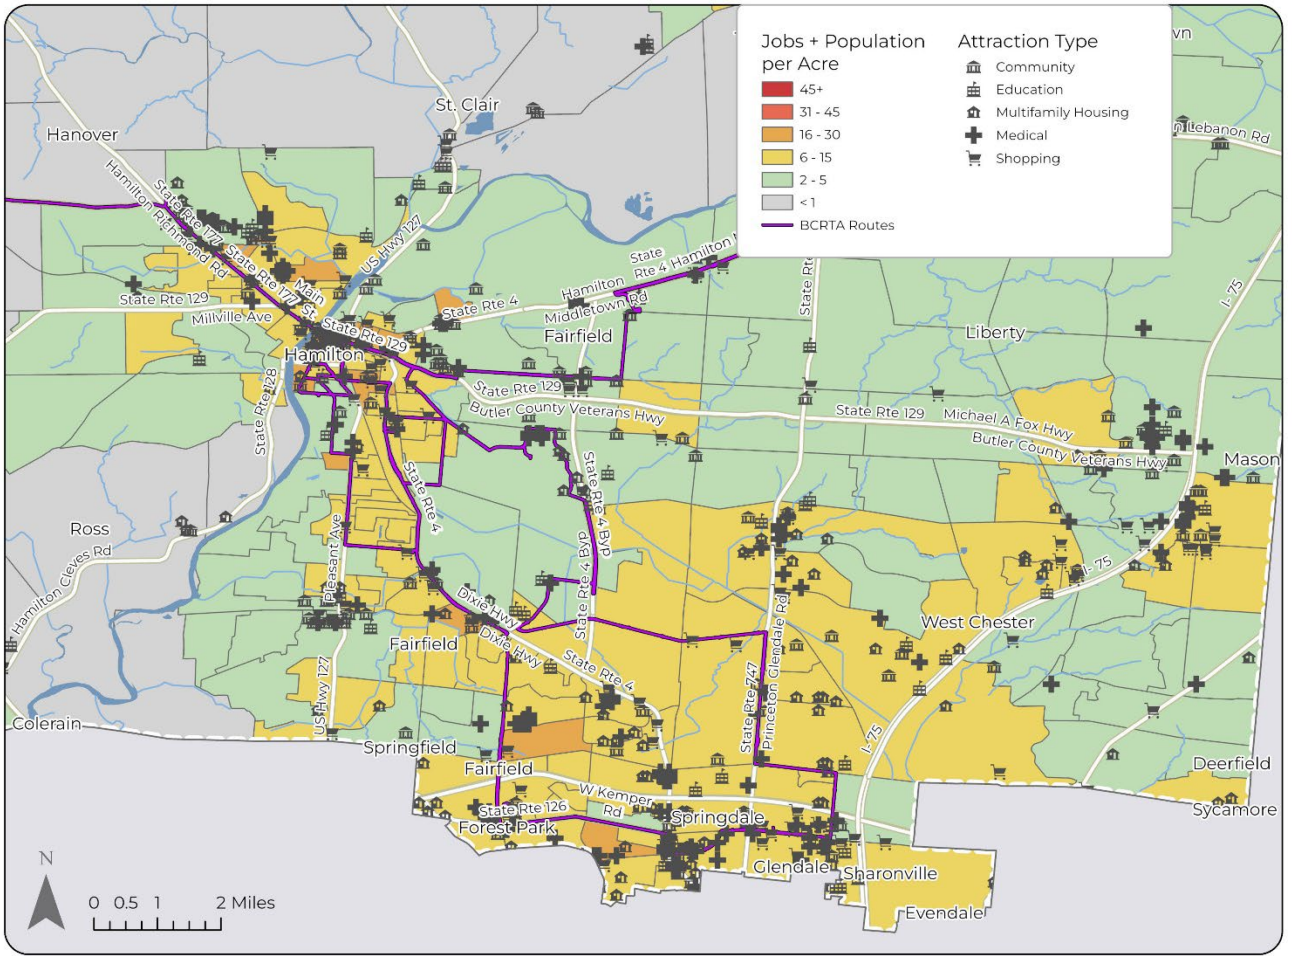 Jobs + Population
per Acre
45+
31 - 45
16 - 30
6 - 15
2 - 5
< 1
BCRTA Routes
Attraction Type
Community
Education
Multifamily Housing
Medical
Shopping
Lebanon Rd
St. Clair
Hanover
Hamilton Richmond Rd
State Rte 177
State Rte 177
US Hwy 127
State
Rte 4 Hamilton
Hamilton
Middletown Rd
State Rte 4
Main
St.
State Rte 129
State Rte 129
Millville Ave
Hamilton
Fairfield
Liberty
I- 75
State Rte 128
State Rte 129
Butler County Veterans Hwy
State Rte 129
Michael A Fox Hwy
Butler County Veterans Hwy
Mason
State Rte 4
State Rte 4 Byp
State Rte 4 Byp
Ross
Hamilton Cleves Rd
Pleasant Ave
I- 75
Dixie Hwy
Dixie Hwy
State Rte 4
Fairfield
Princeton Glendale Rd
State Rte 747
West Chester
US Hwy 127
Colerain
Springfield
I- 75
Fairfield
Deerfield
W Kemper
Rd
State Rte 126
Forest Park
Springdale
Sycamore
Glendale
Sharonville
Evendale
N
0 0.5 1 2 Miles